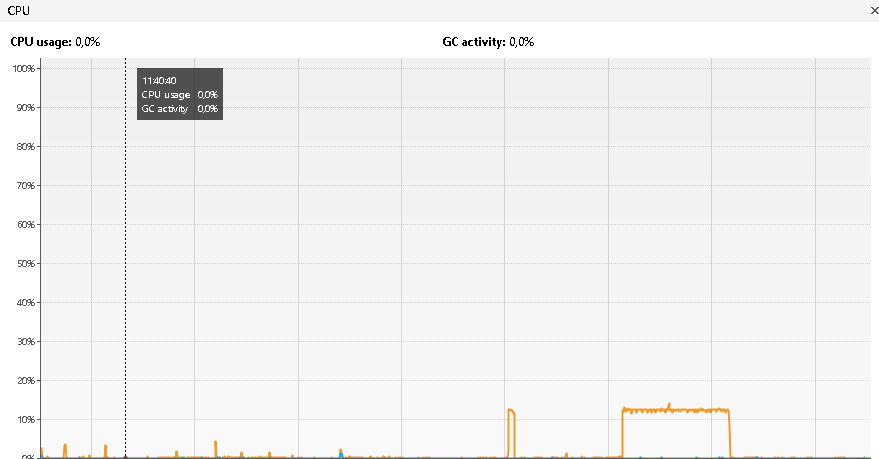 CPU
CPU usage: 0,0%
GC activity: 0,0%
100%
11:40:40
CPU usage 0,0%
GC activity 0,0%
90%
80%
70%
60%
50%
40%
30%
20%
10%
0%